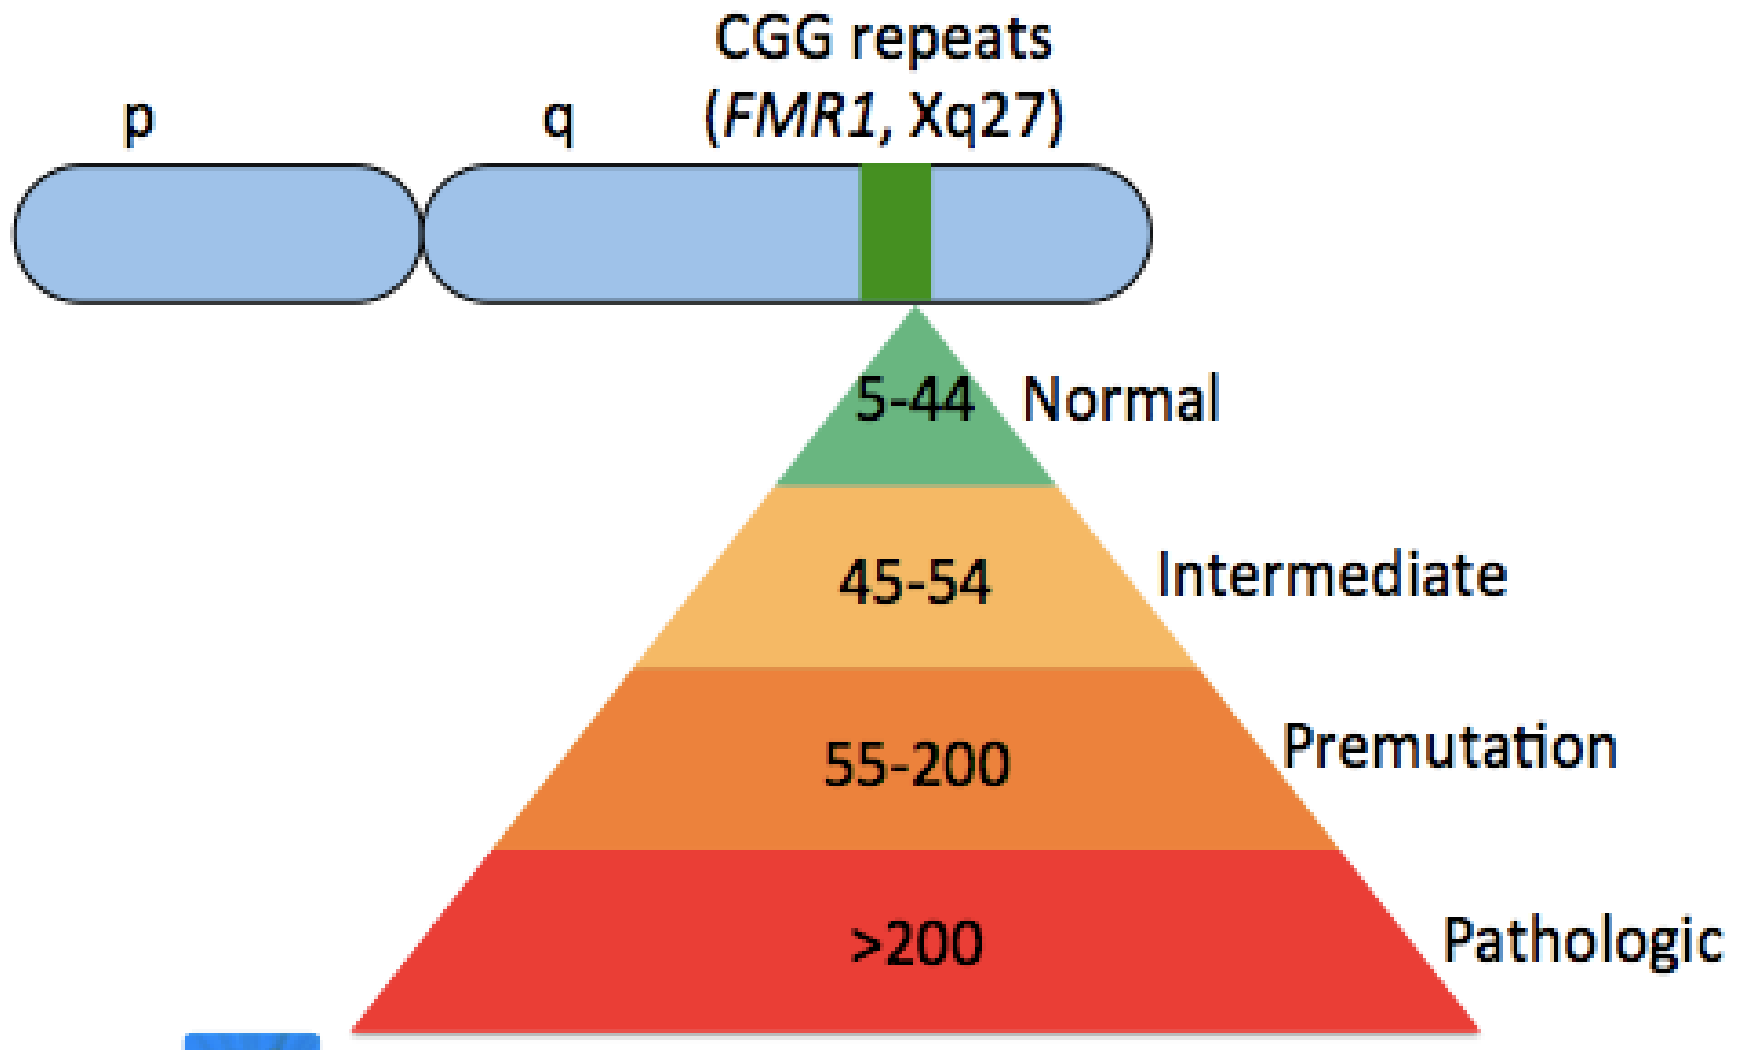 CGG repeats
p q (FMR1, Xq27)
5-44 Normal
45-54 Intermediate
55-200 Premutation
>200 Pathologic